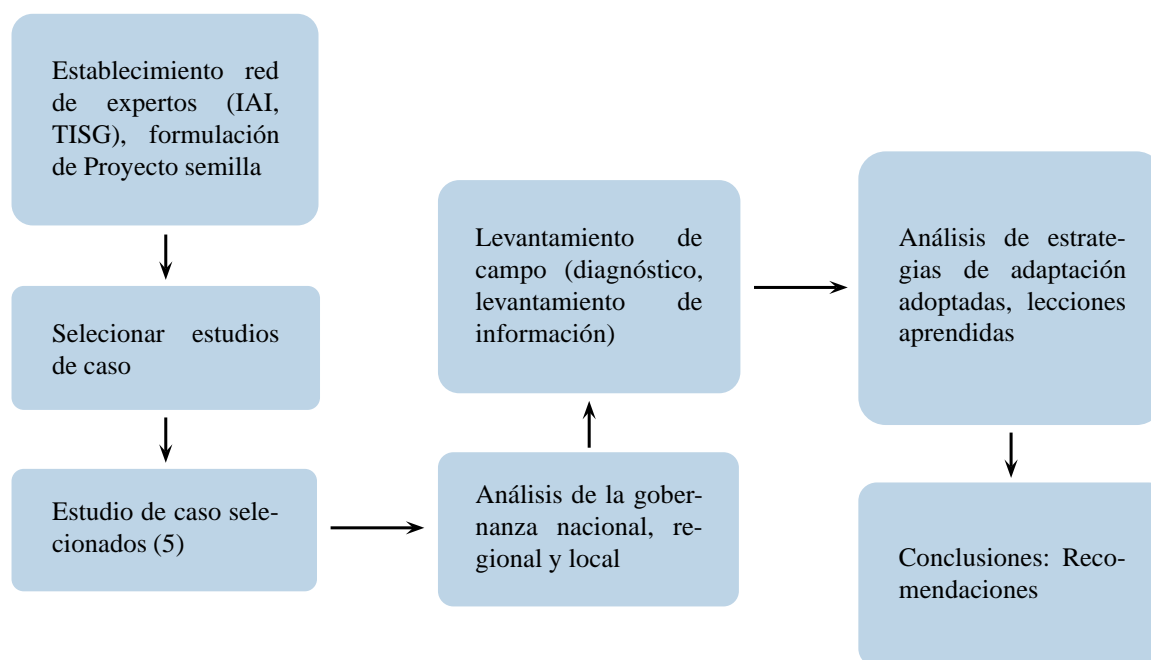 Establecimiento red
de expertos (IAI,
TISG), formulación
de Proyecto semilla
Selecionar estudios
de caso
Estudio de caso sele-
cionados (5)
Análisis de la gober-
nanza nacional, re-
gional y local
Levantamiento de
campo (diagnóstico,
levantamiento de
información)
Análisis de estrate-
gias de adaptación
adoptadas, lecciones
aprendidas
Conclusiones: Reco-
mendaciones